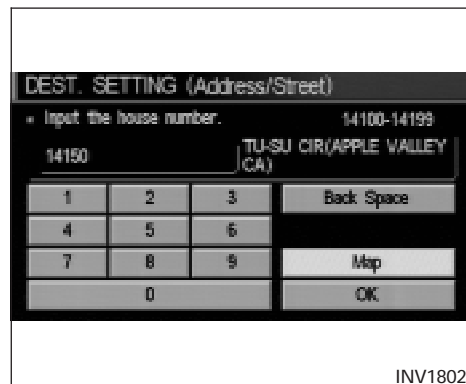 DEST. SETTING (Address/Street)
Input the house number. 14100-14199
14150 TU-SU CIR(APPLE VALLEY
CA)
1 2 3 Back Space
4 5 6
7 8 9 Map
0 OK
INV1802